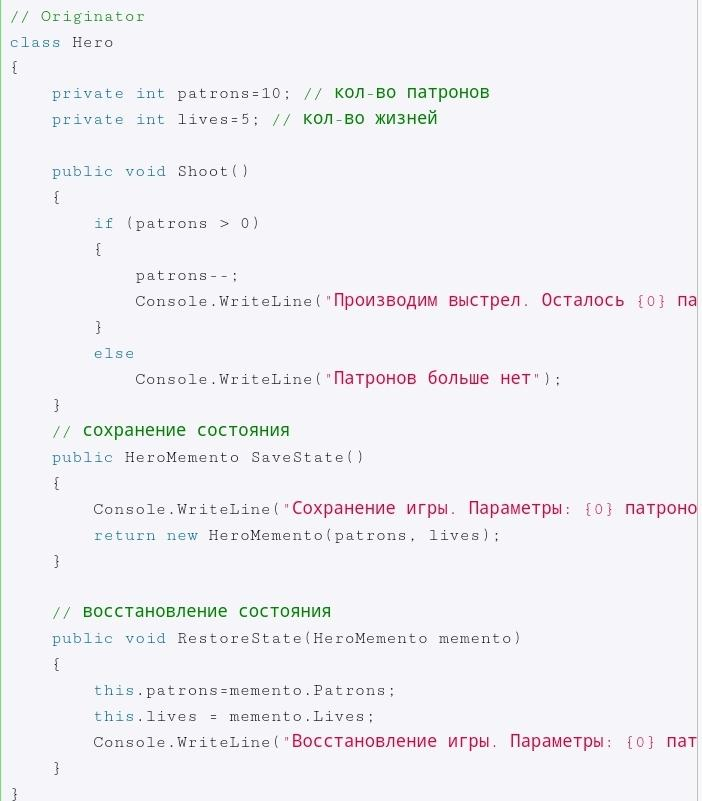 // Originator
class Hero
{
    private int patrons=10; // кол-во патронов
    private int lives=5; // кол-во жизней

    public void Shoot()
    {
        if (patrons > 0)
        {
            patrons--;
            Console.WriteLine("Производим выстрел. Осталось {0} па
        }
        else
            Console.WriteLine("Патронов больше нет");
    }
    // сохранение состояния
    public HeroMemento SaveState()
    {
        Console.WriteLine("Сохранение игры. Параметры: {0} патроно
        return new HeroMemento(patrons, lives);
    }

    // восстановление состояния
    public void RestoreState(HeroMemento memento)
    {
        this.patrons=memento.Patrons;
        this.lives = memento.Lives;
        Console.WriteLine("Восстановление игры. Параметры: {0} пат
    }
}